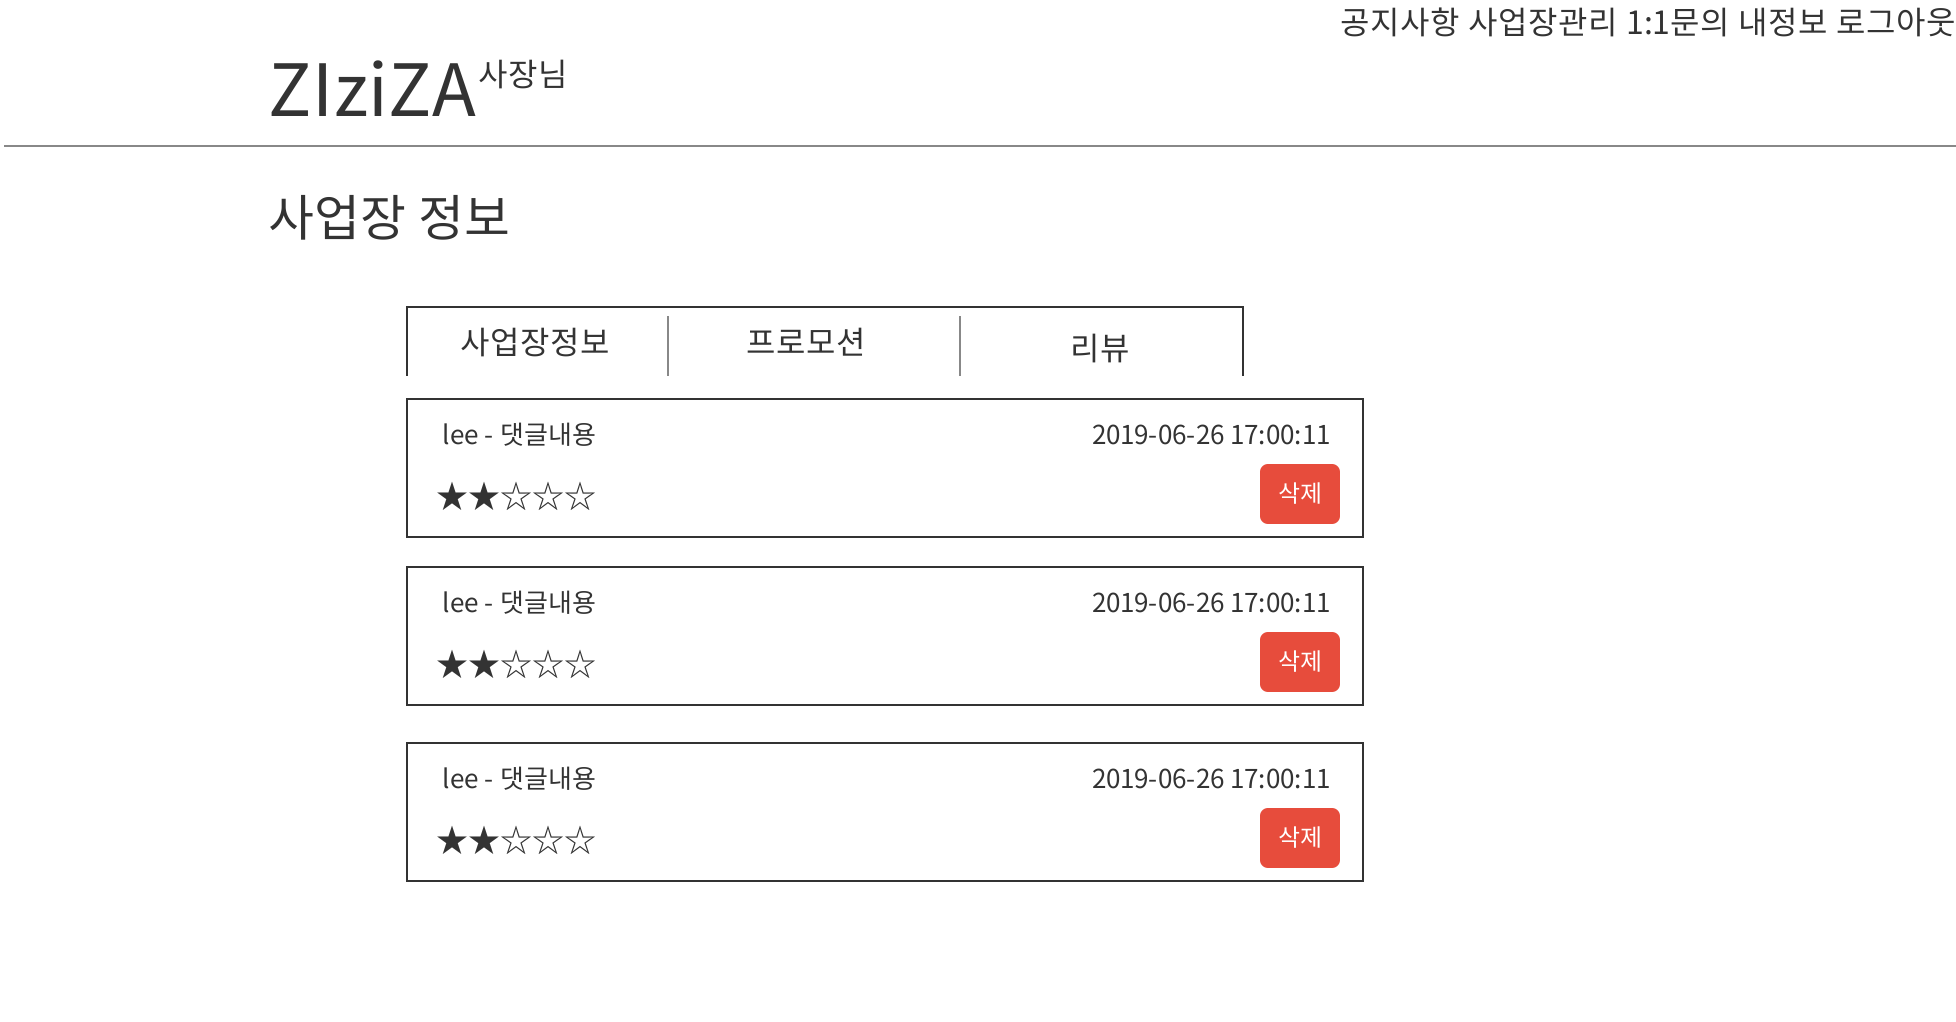 공지사항 사업장관리 1:1문의 내정보 로그아웃
ZIziZA사장님
사업장 정보
사업장정보 프로모션 리뷰
lee - 댓글내용 2019-06-26 17:00:11
★★☆☆☆ 삭제
lee - 댓글내용 2019-06-26 17:00:11
★★☆☆☆ 삭제
lee - 댓글내용 2019-06-26 17:00:11
★★☆☆☆ 삭제